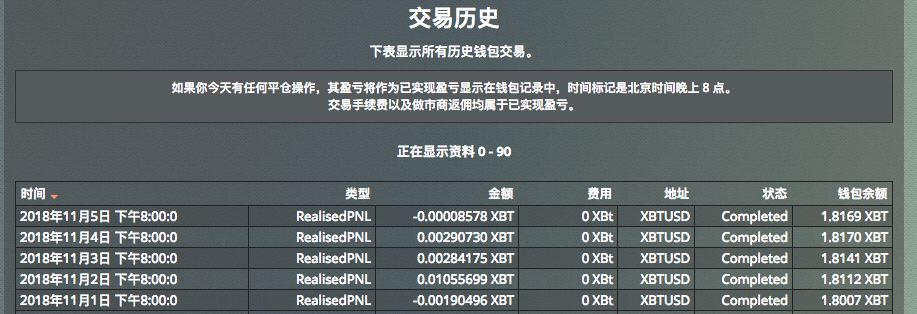 交易历史
下表显示所有历史钱包交易。
如果你今天有任何平仓操作，其盈亏将作为已实现盈亏显示在钱包记录中，时间标记是北京时间晚上 8 点。
交易手续费以及做市商返佣均属于已实现盈亏。
正在显示资料 0 - 90
时间 类型 金额 费用 地址 状态 钱包余额
2018年11月5日 下午8:00:0 RealisedPNL -0.00008578 XBT 0 XBt XBTUSD Completed 1.8169 XBT
2018年11月4日 下午8:00:0 RealisedPNL 0.00290730 XBT 0 XBt XBTUSD Completed 1.8170 XBT
2018年11月3日 下午8:00:0 RealisedPNL 0.00284175 XBT 0 XBt XBTUSD Completed 1.8141 XBT
2018年11月2日 下午8:00:0 RealisedPNL 0.01055699 XBT 0 XBt XBTUSD Completed 1.8112 XBT
2018年11月1日 下午8:00:0 RealisedPNL -0.00190496 XBT 0 XBt XBTUSD Completed 1.8007 XBT